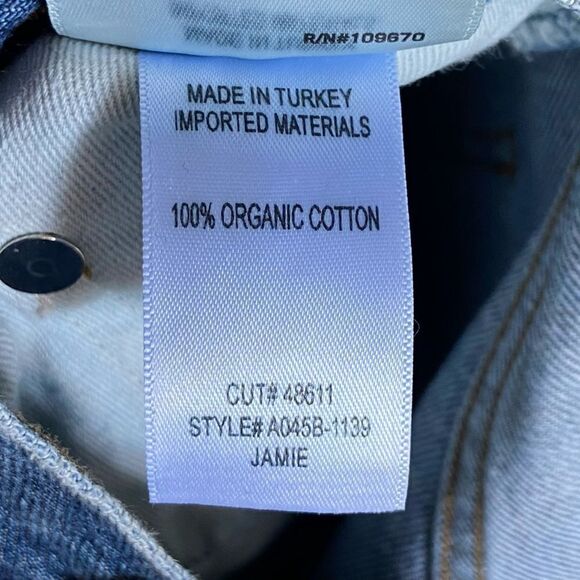 R/N#109670
MADE IN TURKEY
IMPORTED MATERIALS
100% ORGANIC COTTON
CUT# 48611
STYLE# A045B-1139
JAMIE